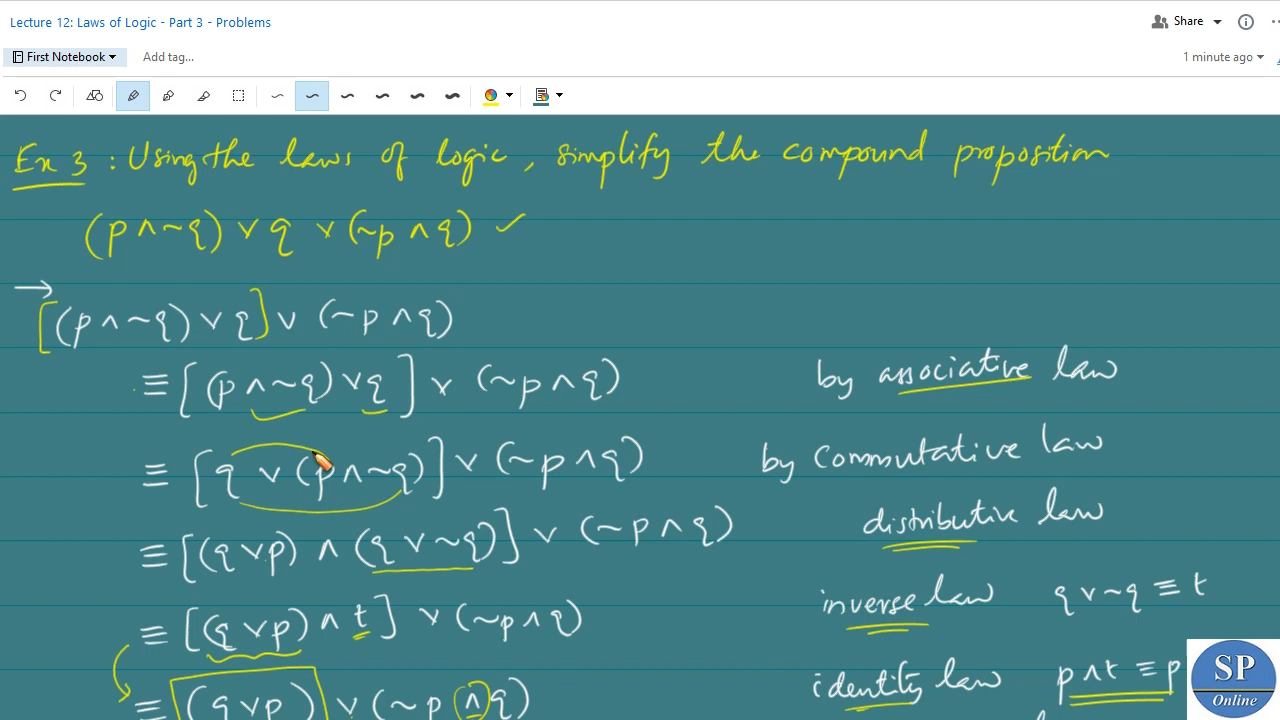 Lecture 12: Laws of Logic - Part 3 - Problems
Share
First Notebook Add tag... 1 minute ago
Ex 3 : Using the laws of logic, simplify the compound proposition
(p ∧ ~q) ∨ q ∨ (~p ∧ q) ✓
→
[(p ∧ ~q) ∨ q] ∨ (~p ∧ q)
≡ [(p ∧ ~q) ∨ q] ∨ (~p ∧ q) by associative law
≡ [q ∨ (p ∧ ~q)] ∨ (~p ∧ q) by commutative law
≡ [(q ∨ p) ∧ (q ∨ ~q)] ∨ (~p ∧ q) distributive law
≡ [(q ∨ p) ∧ t] ∨ (~p ∧ q) inverse law q ∨ ~q ≡ t
≡ (q ∨ p) ∨ (~p ∧ q) identity law p ∧ t ≡ p
SP
Online